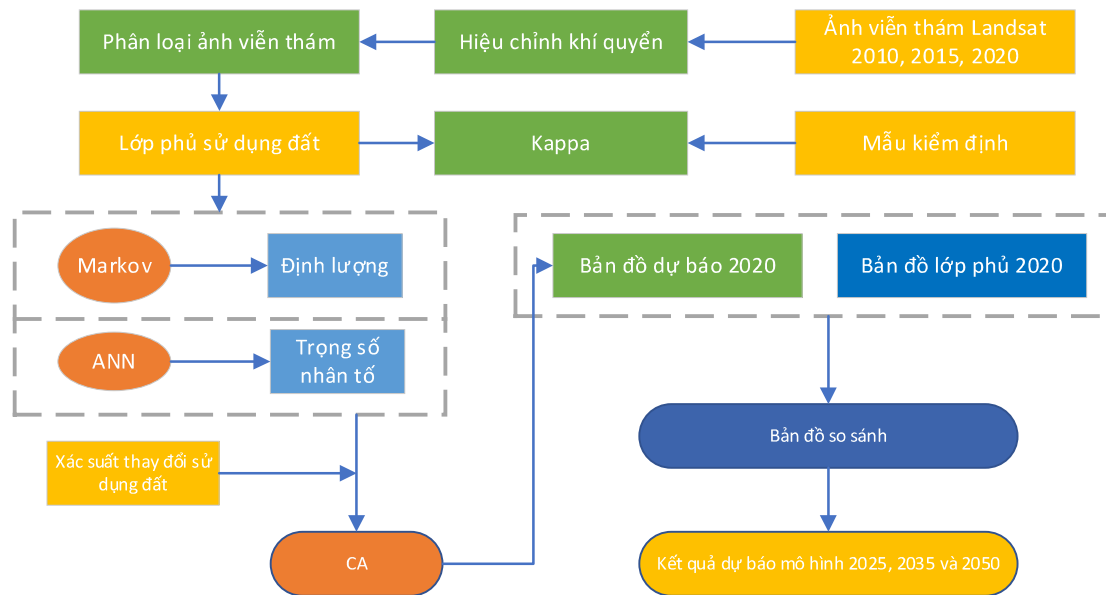 Phân loại ảnh viễn thám
Hiệu chỉnh khí quyển
Ảnh viễn thám Landsat
2010, 2015, 2020
Lớp phủ sử dụng đất
Kappa
Mẫu kiểm định
Markov
Định lượng
Bản đồ dự báo 2020
Bản đồ lớp phủ 2020
ANN
Trọng số
nhân tố
Bản đồ so sánh
Xác suất thay đổi sử
dụng đất
CA
Kết quả dự báo mô hình 2025, 2035 và 2050